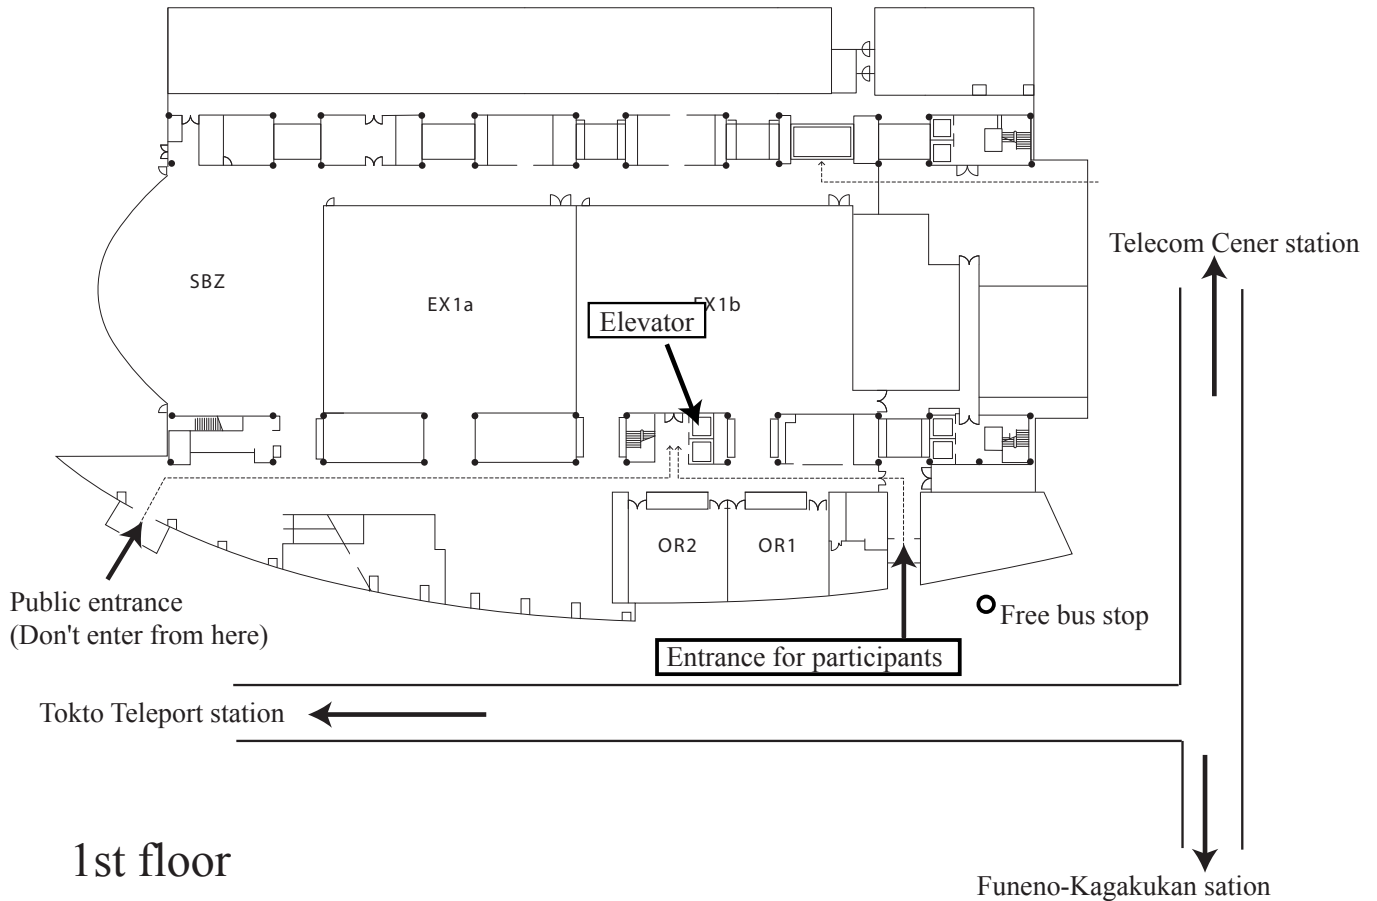 Telecom Cener station
SBZ
EX1a
EX1b
Elevator
OR2
OR1
Public entrance
(Don't enter from here)
Free bus stop
Entrance for participants
Tokto Teleport station
1st floor
Funeno-Kagakukan sation